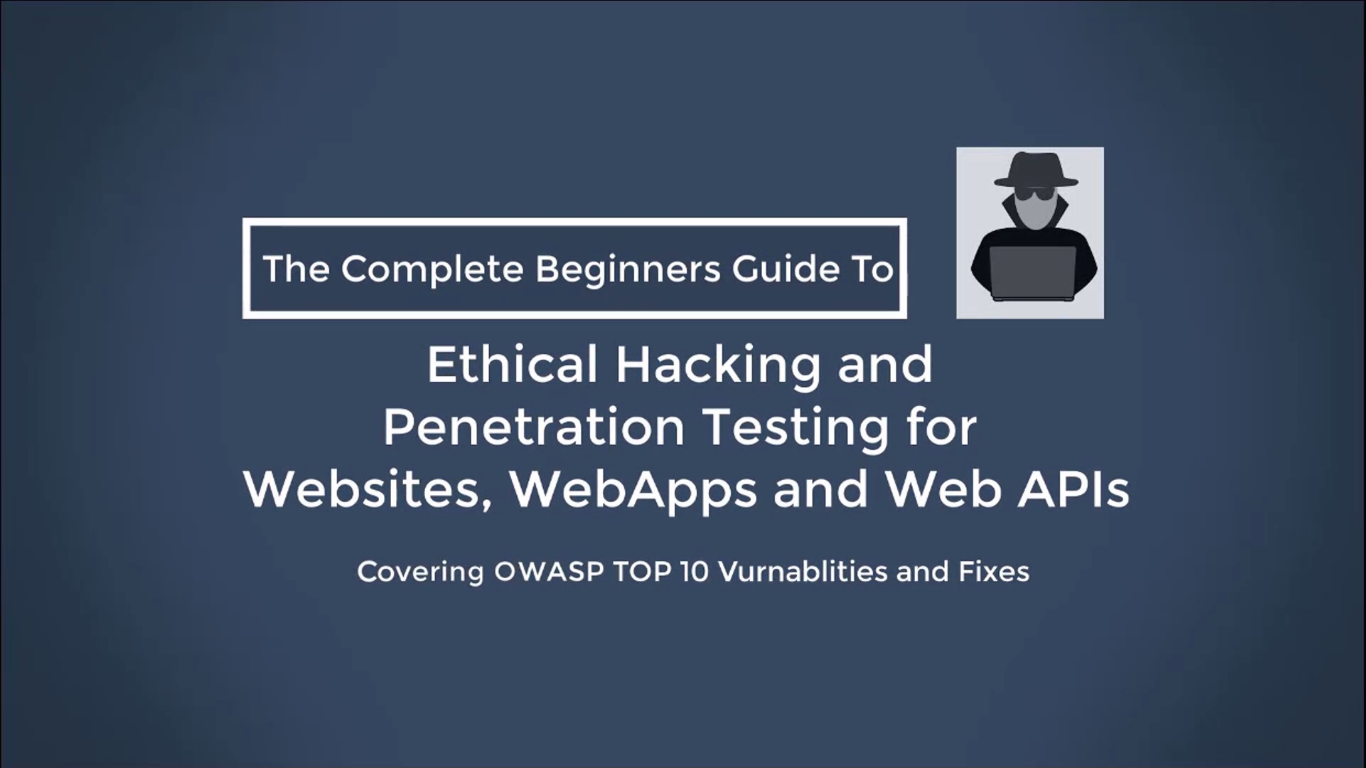 The Complete Beginners Guide To
Ethical Hacking and
Penetration Testing for
Websites, WebApps and Web APIs
Covering OWASP TOP 10 Vurnablities and Fixes